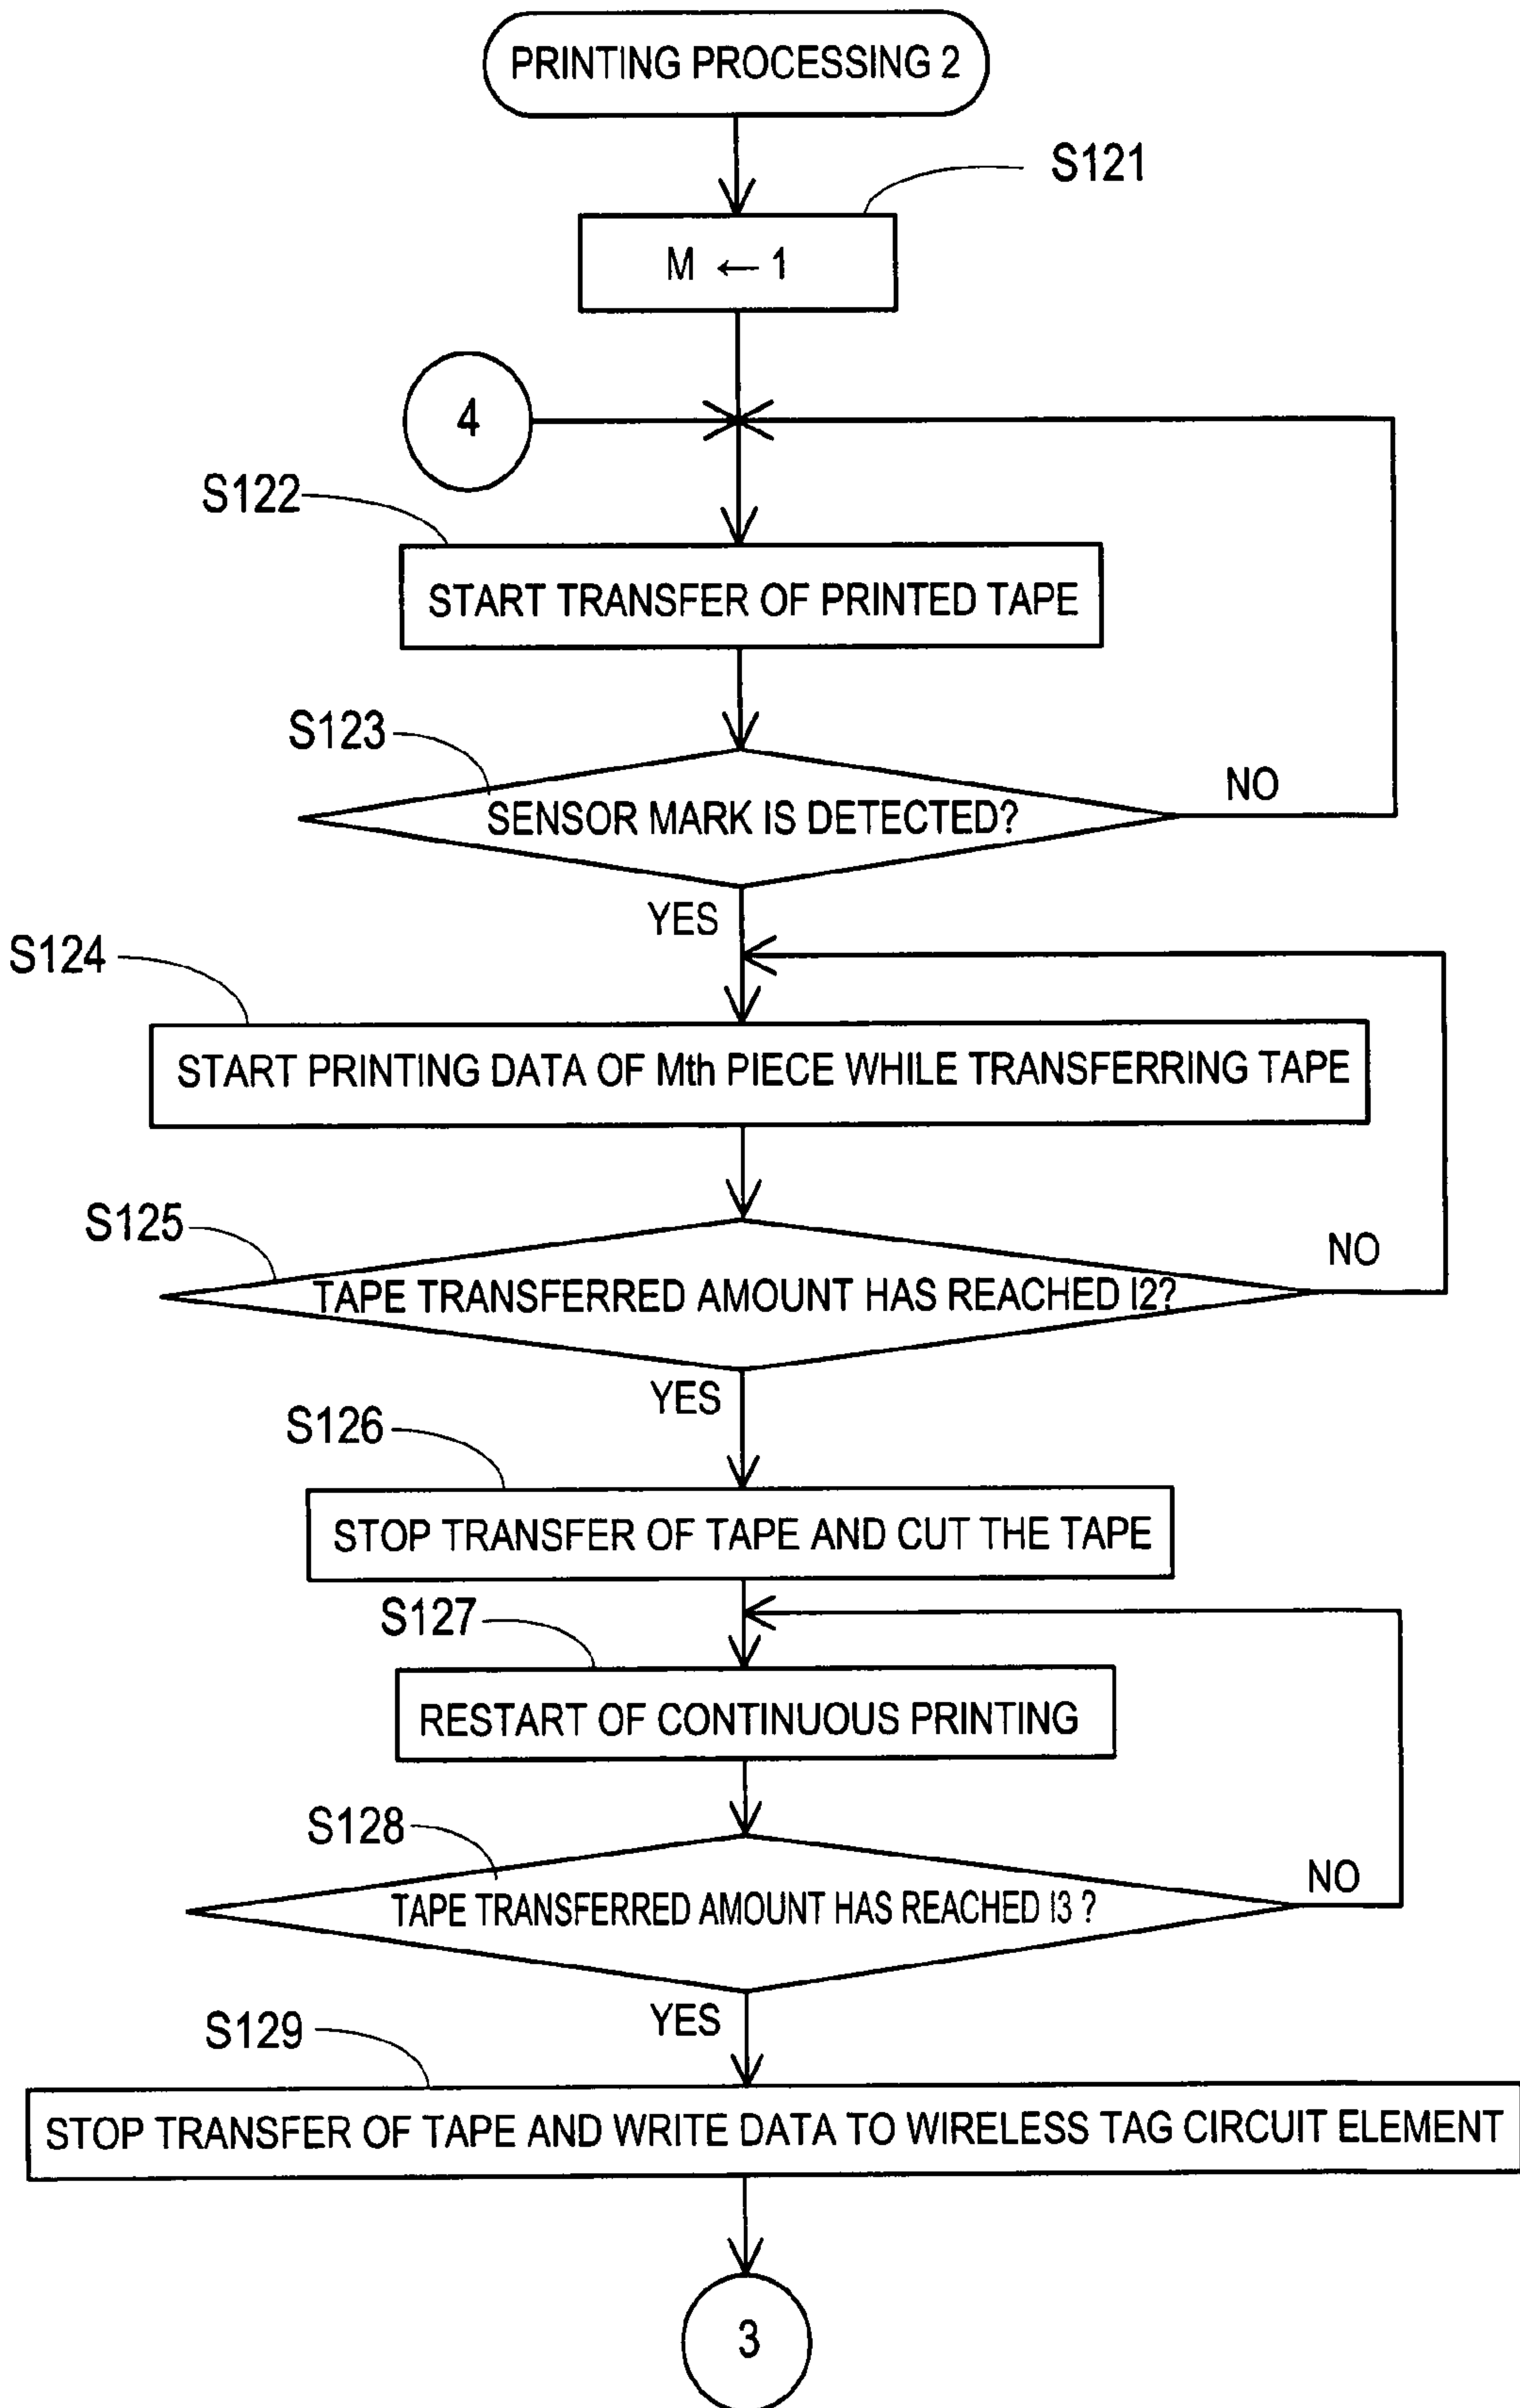 PRINTING PROCESSING 2
S121
M ← 1
4
S122
START TRANSFER OF PRINTED TAPE
S123
SENSOR MARK IS DETECTED?
NO
YES
S124
START PRINTING DATA OF Mth PIECE WHILE TRANSFERRING TAPE
S125
TAPE TRANSFERRED AMOUNT HAS REACHED l2?
NO
YES
S126
STOP TRANSFER OF TAPE AND CUT THE TAPE
S127
RESTART OF CONTINUOUS PRINTING
S128
TAPE TRANSFERRED AMOUNT HAS REACHED l3 ?
NO
YES
S129
STOP TRANSFER OF TAPE AND WRITE DATA TO WIRELESS TAG CIRCUIT ELEMENT
3